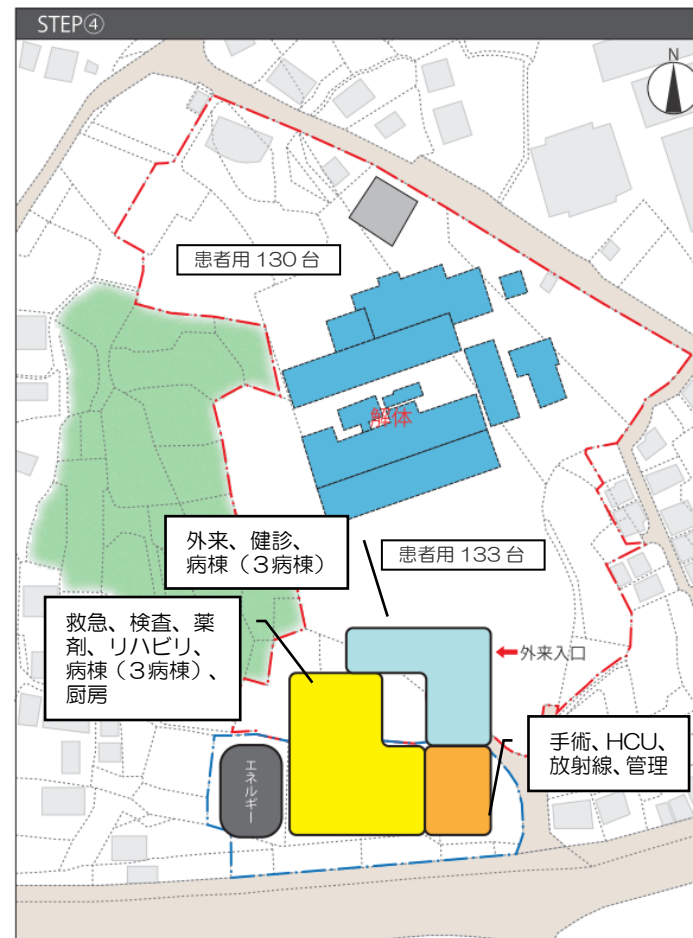 STEP④
N
患者用 130 台
解体
外来、健診、
病棟(3病棟)
患者用 133 台
救急、検査、薬
剤、リハビリ、
病棟(3病棟)、
厨房
外来入口
手術、HCU、
放射線、管理
エネルギー